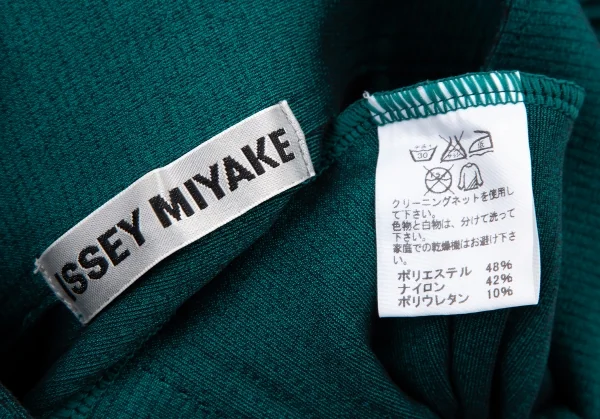 ISSEY MIYAKE
クリーニングネットを使用し
て下さい。
色物と白物は、分けて洗って
下さい。
家庭での乾燥機はお避け下さ
い。
ポリエステル 48%
ナイロン 42%
ポリウレタン 10%